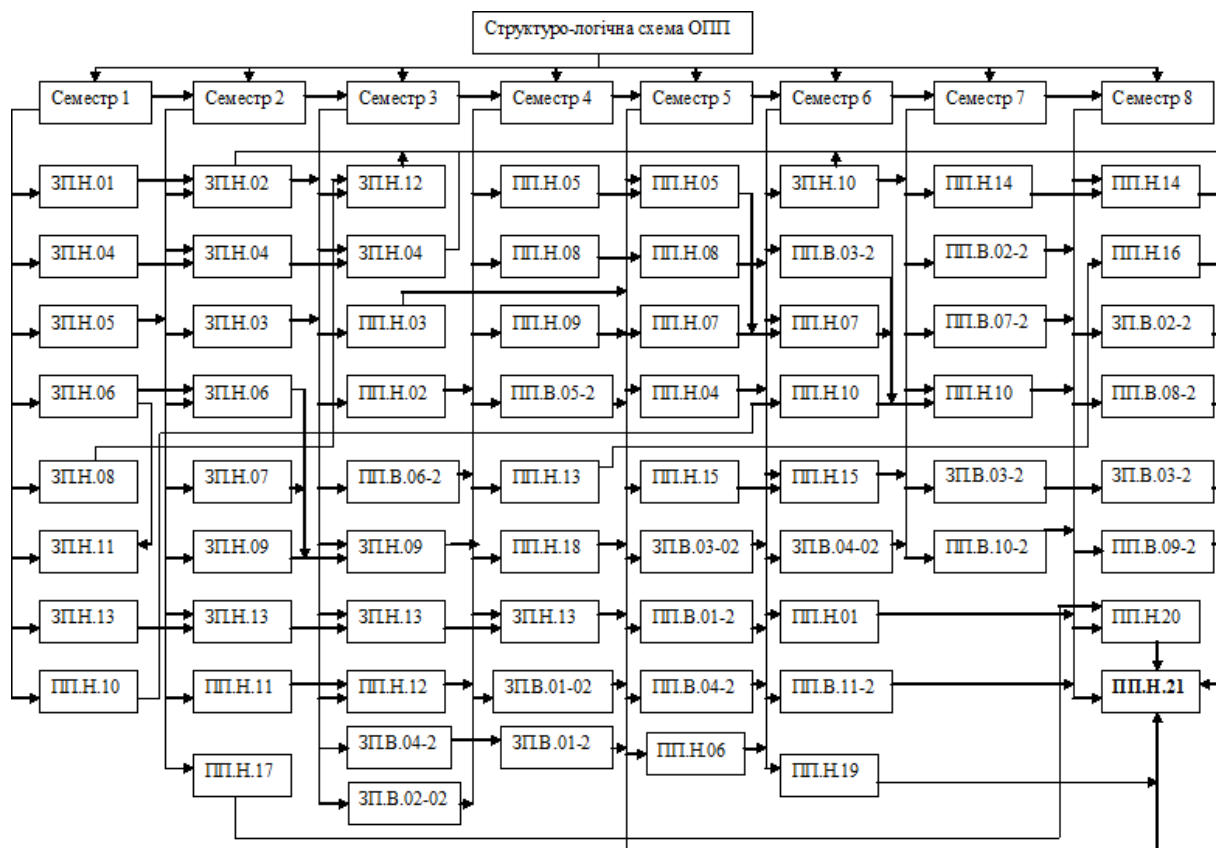 Структуро-логічна схема ОПП
Семестр 1
Семестр 2
Семестр 3
Семестр 4
Семестр 5
Семестр 6
Семестр 7
Семестр 8
ЗП.Н.01
ЗП.Н.02
ЗП.Н.12
ПП.Н.05
ПП.Н.05
ЗП.Н.10
ПП.Н.14
ПП.Н.14
ЗП.Н.04
ЗП.Н.04
ЗП.Н.04
ПП.Н.08
ПП.Н.08
ПП.В.03-2
ПП.В.02-2
ПП.Н.16
ЗП.Н.05
ЗП.Н.03
ПП.Н.03
ПП.Н.09
ПП.Н.07
ПП.Н.07
ПП.В.07-2
ЗП.В.02-2
ЗП.Н.06
ЗП.Н.06
ПП.Н.02
ПП.В.05-2
ПП.Н.04
ПП.Н.10
ПП.Н.10
ПП.В.08-2
ЗП.Н.08
ЗП.Н.07
ПП.В.06-2
ПП.Н.13
ПП.Н.15
ПП.Н.15
ЗП.В.03-2
ЗП.В.03-2
ЗП.Н.11
ЗП.Н.09
ЗП.Н.09
ПП.Н.18
ЗП.В.03-02
ЗП.В.04-02
ПП.В.10-2
ПП.В.09-2
ЗП.Н.13
ЗП.Н.13
ЗП.Н.13
ЗП.Н.13
ПП.В.01-2
ПП.Н.01
ПП.Н.20
ПП.Н.10
ПП.Н.11
ПП.Н.12
ЗП.В.01-02
ПП.В.04-2
ПП.В.11-2
ПП.Н.21
ЗП.В.04-2
ЗП.В.01-2
ПП.Н.06
ПП.Н.17
ПП.Н.19
ЗП.В.02-02